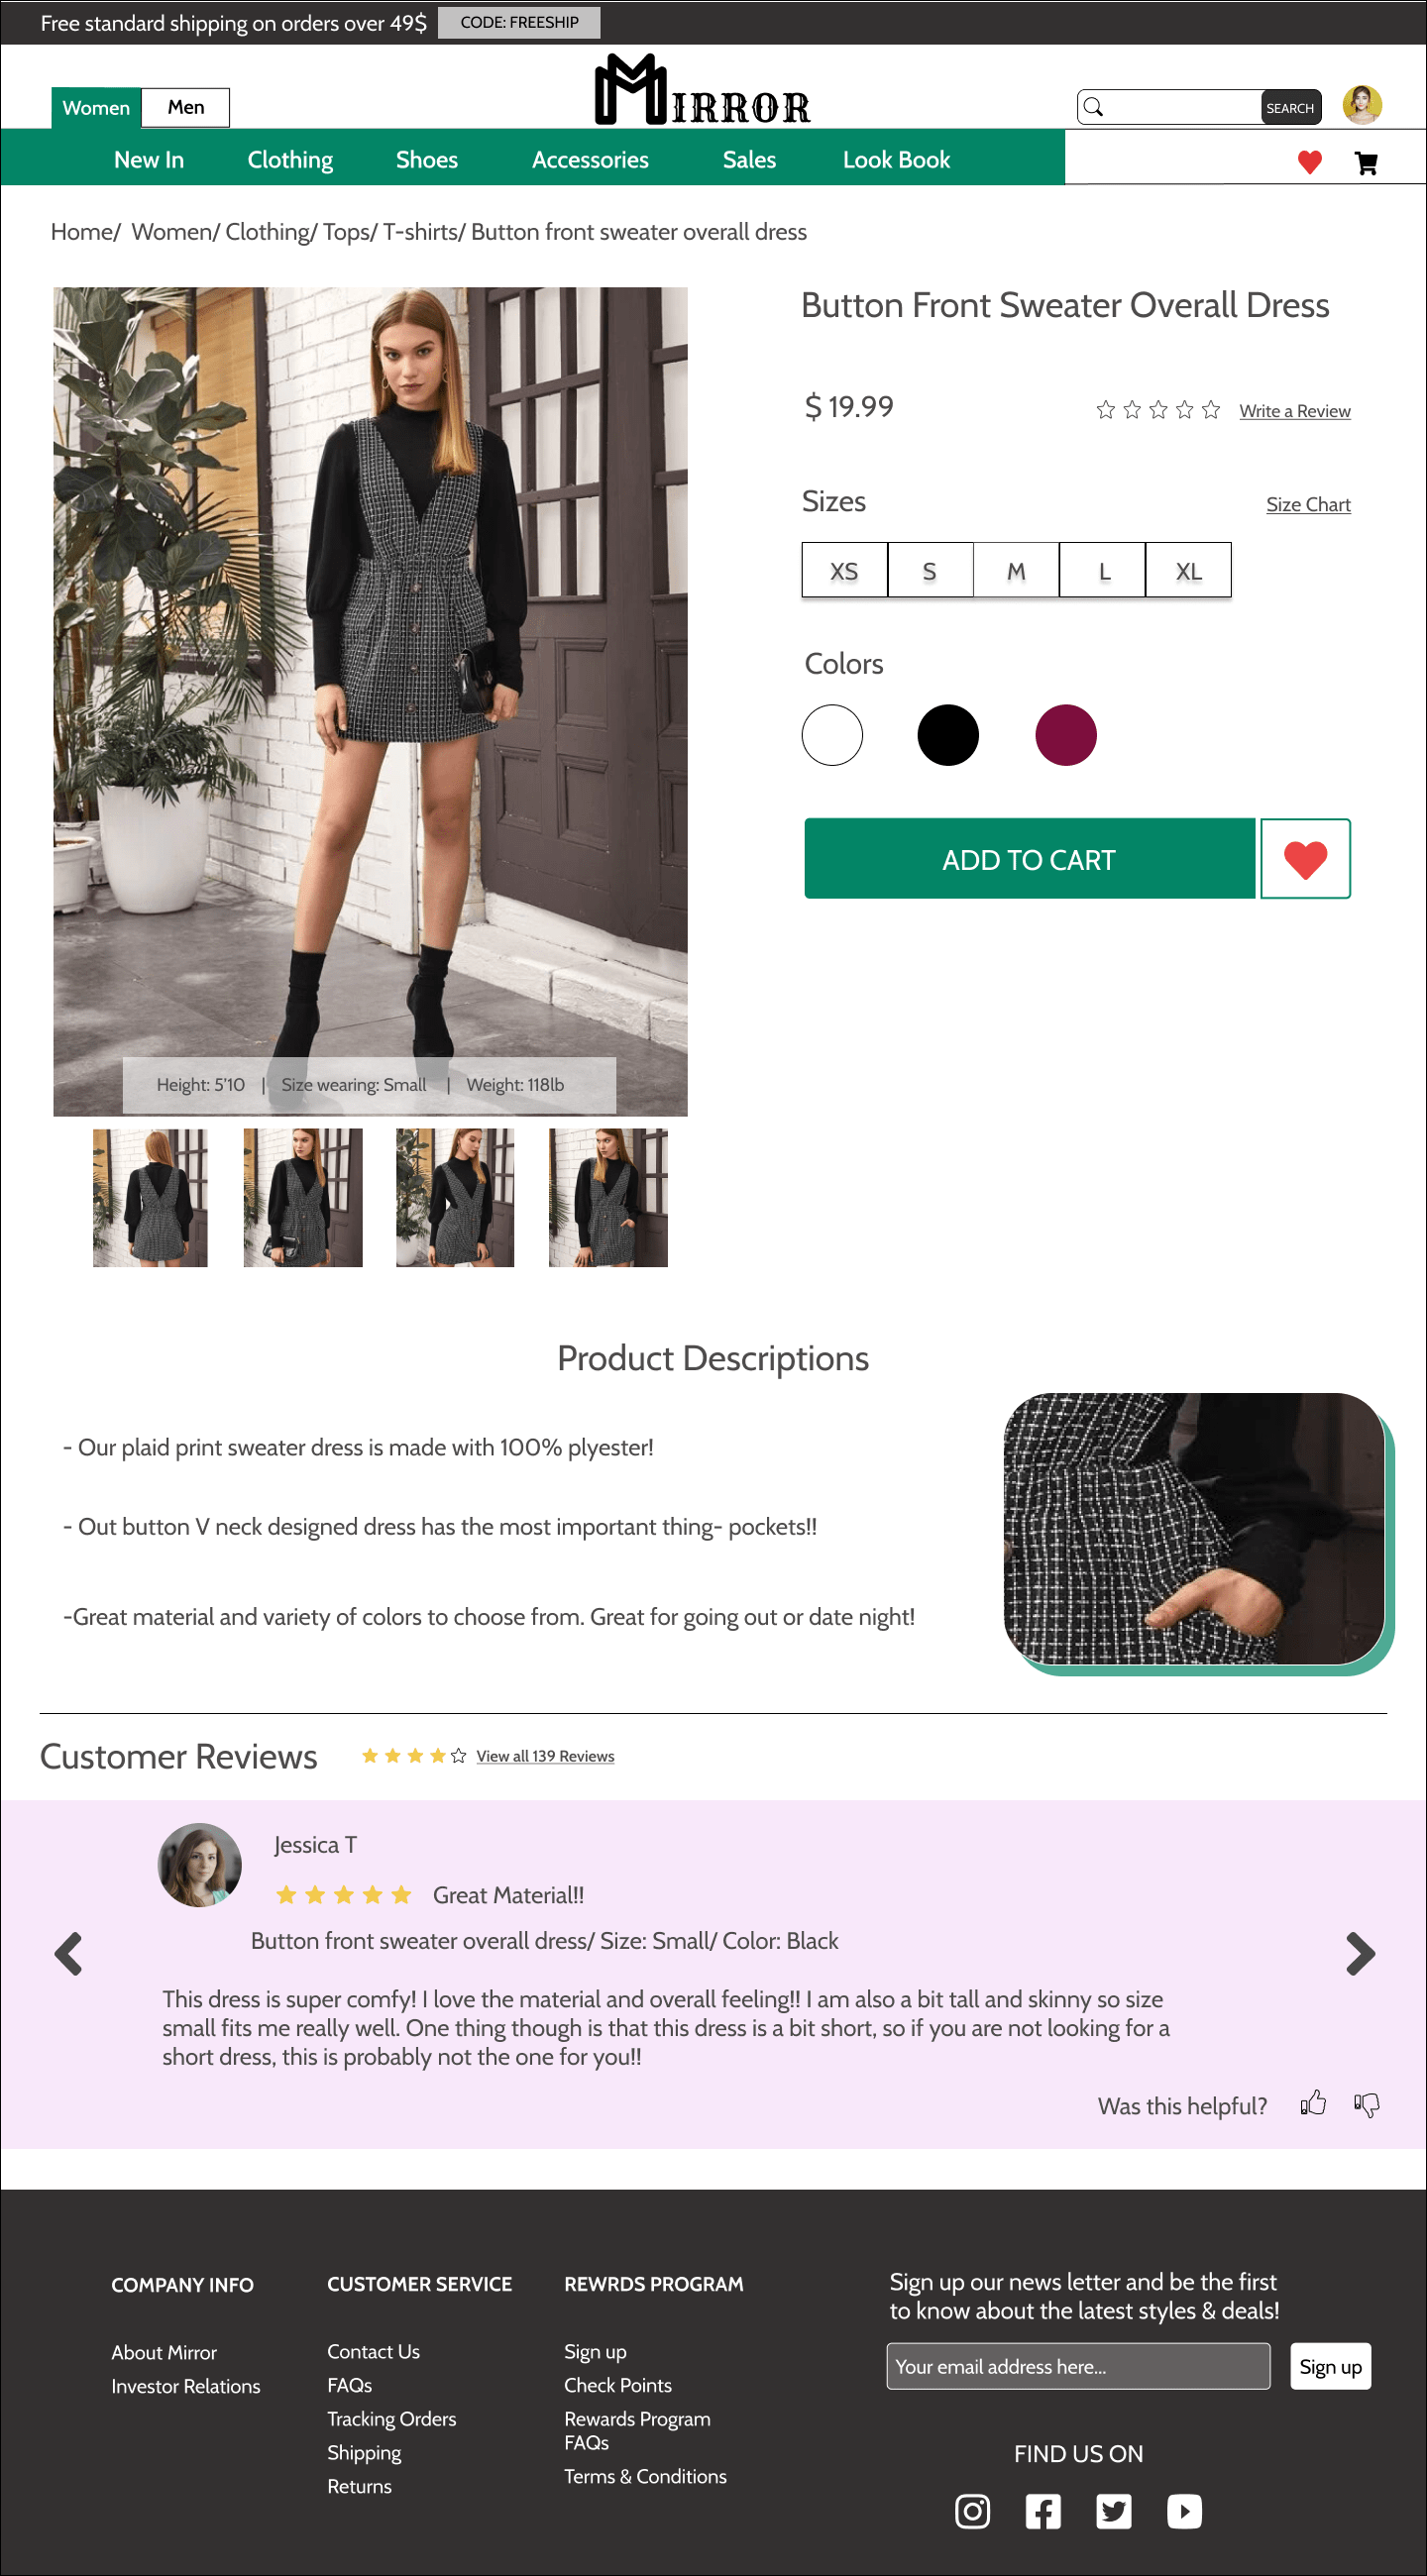 Free standard shipping on orders over 49$ CODE: FREESHIP
Women Men
MIRROR
SEARCH
New In Clothing Shoes Accessories Sales Look Book
Home/ Women/ Clothing/ Tops/ T-shirts/ Button front sweater overall dress
Button Front Sweater Overall Dress
$ 19.99
Write a Review
Sizes
Size Chart
XS S M L XL
Colors
ADD TO CART
Height: 5'10 | Size wearing: Small | Weight: 118lb
Product Descriptions
- Our plaid print sweater dress is made with 100% plyester!
- Out button V neck designed dress has the most important thing- pockets!!
-Great material and variety of colors to choose from. Great for going out or date night!
Customer Reviews
View all 139 Reviews
Jessica T
Great Material!!
Button front sweater overall dress/ Size: Small/ Color: Black
This dress is super comfy! I love the material and overall feeling!! I am also a bit tall and skinny so size
small fits me really well. One thing though is that this dress is a bit short, so if you are not looking for a
short dress, this is probably not the one for you!!
Was this helpful?
COMPANY INFO
About Mirror
Investor Relations
CUSTOMER SERVICE
Contact Us
FAQs
Tracking Orders
Shipping
Returns
REWRDS PROGRAM
Sign up
Check Points
Rewards Program
FAQs
Terms & Conditions
Sign up our news letter and be the first
to know about the latest styles & deals!
Your email address here...
Sign up
FIND US ON